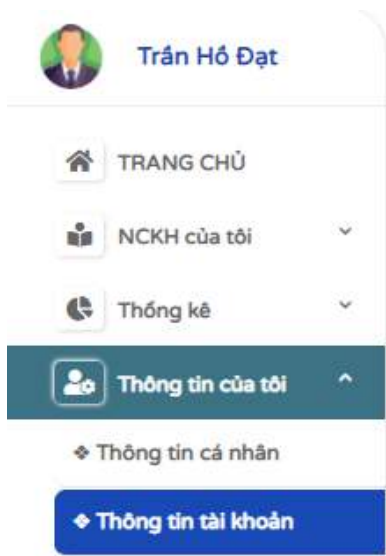 Trần Hồ Đạt
TRANG CHỦ
NCKH của tôi
Thống kê
Thông tin của tôi
❖ Thông tin cá nhân
❖ Thông tin tài khoản